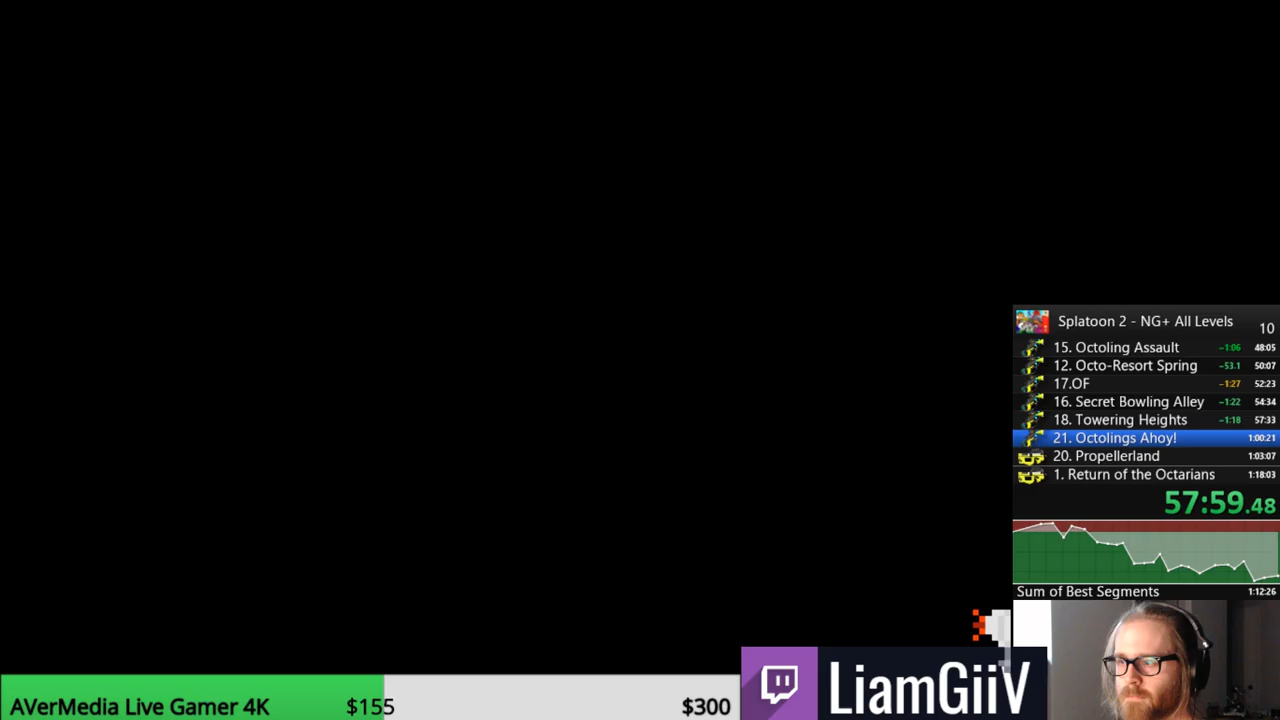 Splatoon 2 - NG+ All Levels
10
15. Octoling Assault -1:06 48:05
12. Octo-Resort Spring -53.1 50:07
17.OF -1:27 52:23
16. Secret Bowling Alley -1:22 54:34
18. Towering Heights -1:18 57:33
21. Octolings Ahoy! 1:00:21
20. Propellerland 1:03:07
1. Return of the Octarians 1:18:03
57:59.48
Sum of Best Segments 1:12:26
LiamGiiV
AVerMedia Live Gamer 4K $155 $300